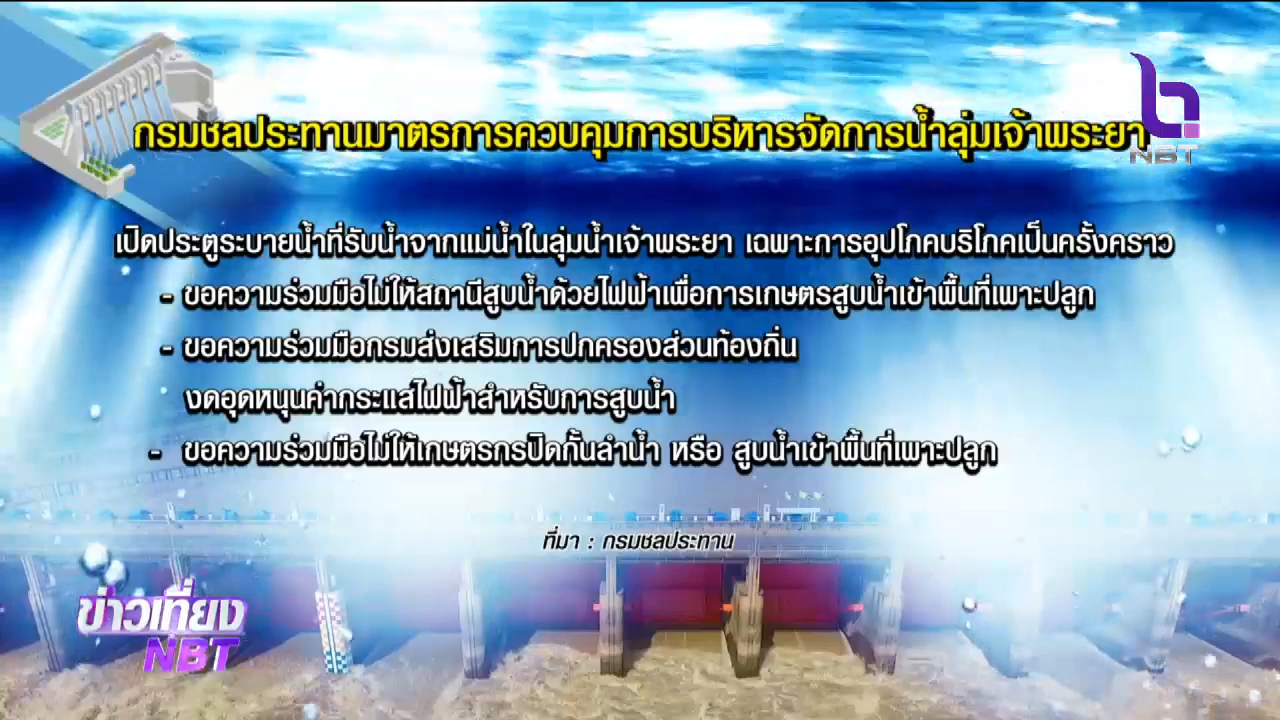 NBT
กรมชลประทานมาตรการควบคุมการบริหารจัดการน้ำลุ่มเจ้าพระยา
เปิดประตูระบายน้ำที่รับน้ำจากแม่น้ำในลุ่มน้ำเจ้าพระยา เฉพาะการอุปโภคบริโภคเป็นครั้งคราว
- ขอความร่วมมือไม่ให้สถานีสูบน้ำด้วยไฟฟ้าเพื่อการเกษตรสูบน้ำเข้าพื้นที่เพาะปลูก
- ขอความร่วมมือกรมส่งเสริมการปกครองส่วนท้องถิ่น
งดอุดหนุนค่ากระแสไฟฟ้าสำหรับการสูบน้ำ
- ขอความร่วมมือไม่ให้เกษตรกรปิดกั้นลำน้ำ หรือ สูบน้ำเข้าพื้นที่เพาะปลูก
ที่มา : กรมชลประทาน
ข่าวเที่ยง
NBT